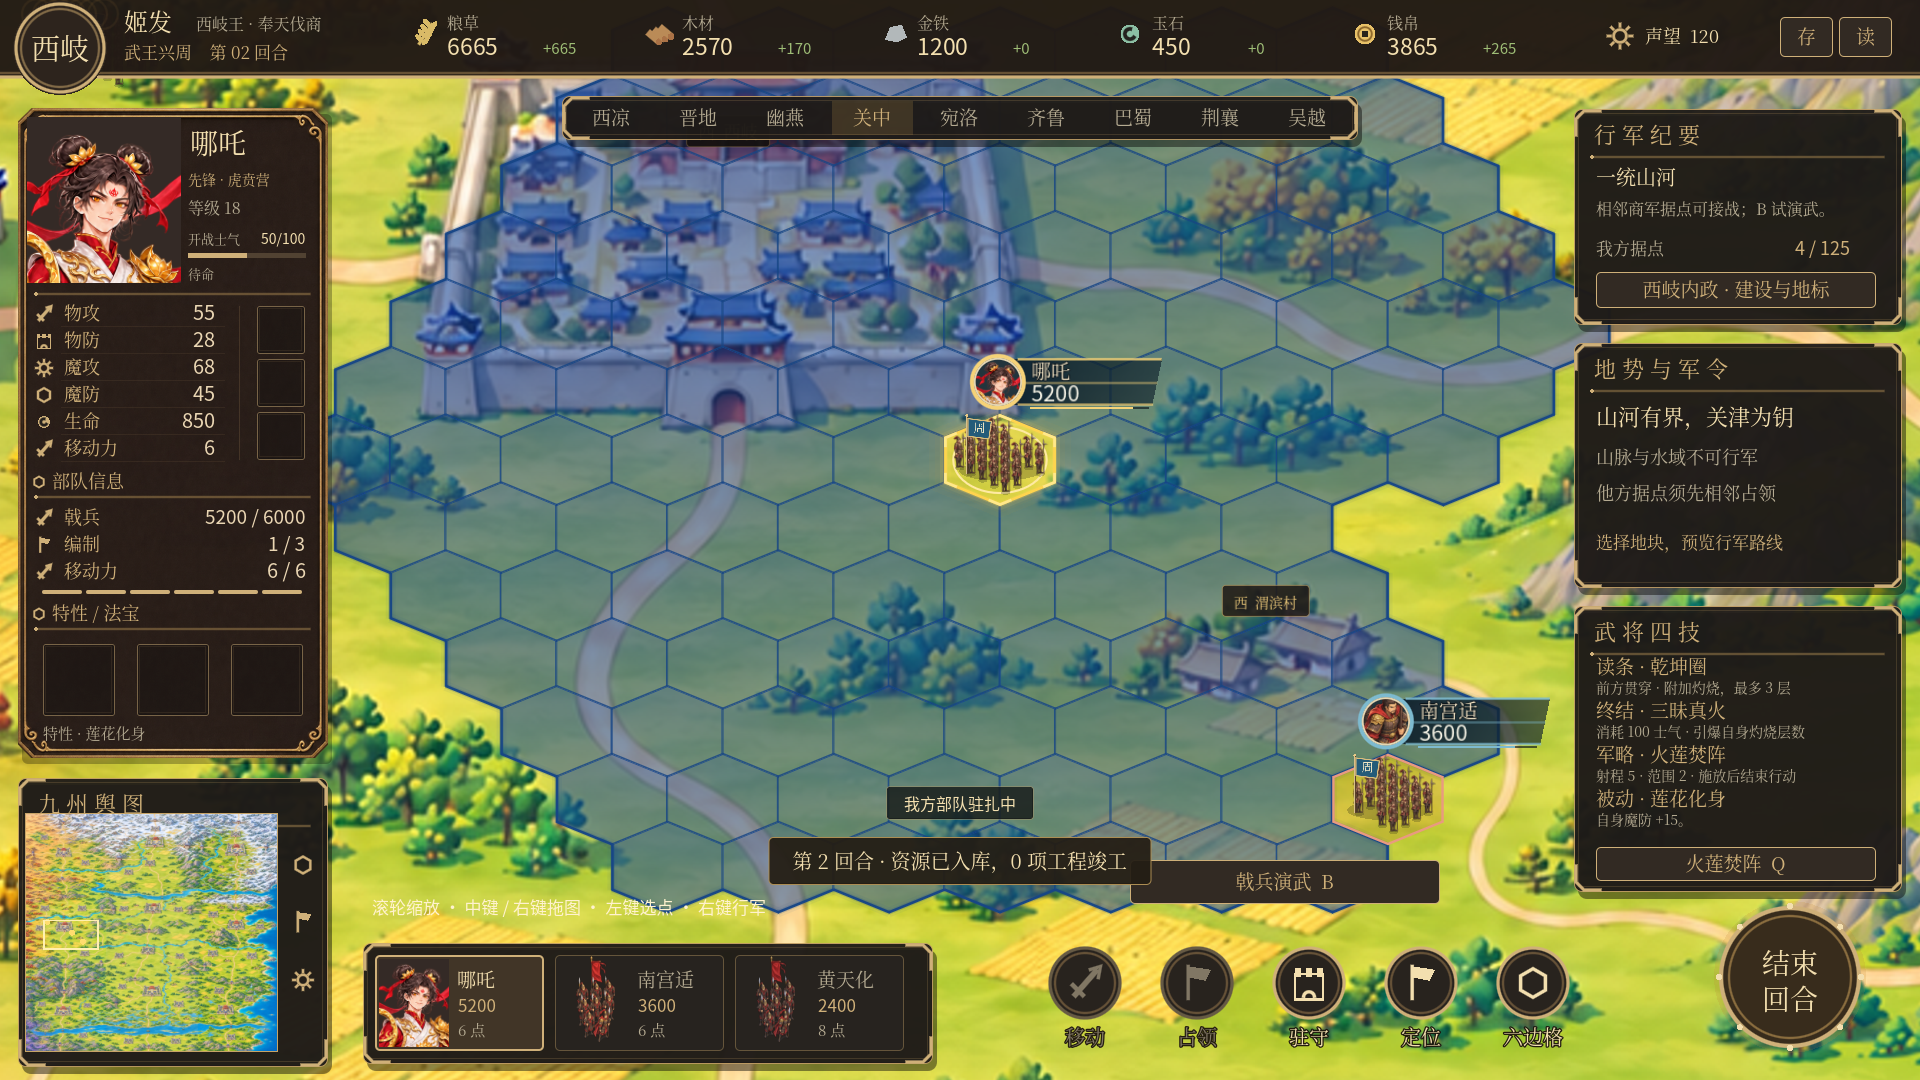 西岐
姬发 西岐王 · 奉天伐商
武王兴周 第 02 回合
粮草 6665 +665
木材 2570 +170
金铁 1200 +0
玉石 450 +0
钱帛 3865 +265
声望 120
存 读
西凉 晋地 幽燕 关中 宛洛 齐鲁 巴蜀 荆襄 吴越
哪吒
先锋 · 虎贲营
等级 18
开战士气 50/100
待命
物攻 55
物防 28
魔攻 68
魔防 45
生命 850
移动力 6
部队信息
戟兵 5200 / 6000
编制 1 / 3
移动力 6 / 6
特性 / 法宝
特性 · 莲花化身
九州舆图
哪吒
5200
周
西 渭滨村
南宫适
3600
周
我方部队驻扎中
第 2 回合 · 资源已入库，0 项工程竣工
戟兵演武 B
滚轮缩放 · 中键 / 右键拖图 · 左键选点 · 右键行军
哪吒
5200
6 点
南宫适
3600
6 点
黄天化
2400
8 点
移动 占领 驻守 定位 六边格
行军纪要
一统山河
相邻商军据点可接战；B 试演武。
我方据点 4 / 125
西岐内政 · 建设与地标
地势与军令
山河有界，关津为钥
山脉与水域不可行军
他方据点须先相邻占领
选择地块，预览行军路线
武将四技
读条 · 乾坤圈
前方贯穿 · 附加灼烧，最多 3 层
终结 · 三昧真火
消耗 100 士气 · 引爆自身灼烧层数
军略 · 火莲焚阵
射程 5 · 范围 2 · 施放后结束行动
被动 · 莲花化身
自身魔防 +15。
火莲焚阵 Q
结束
回合